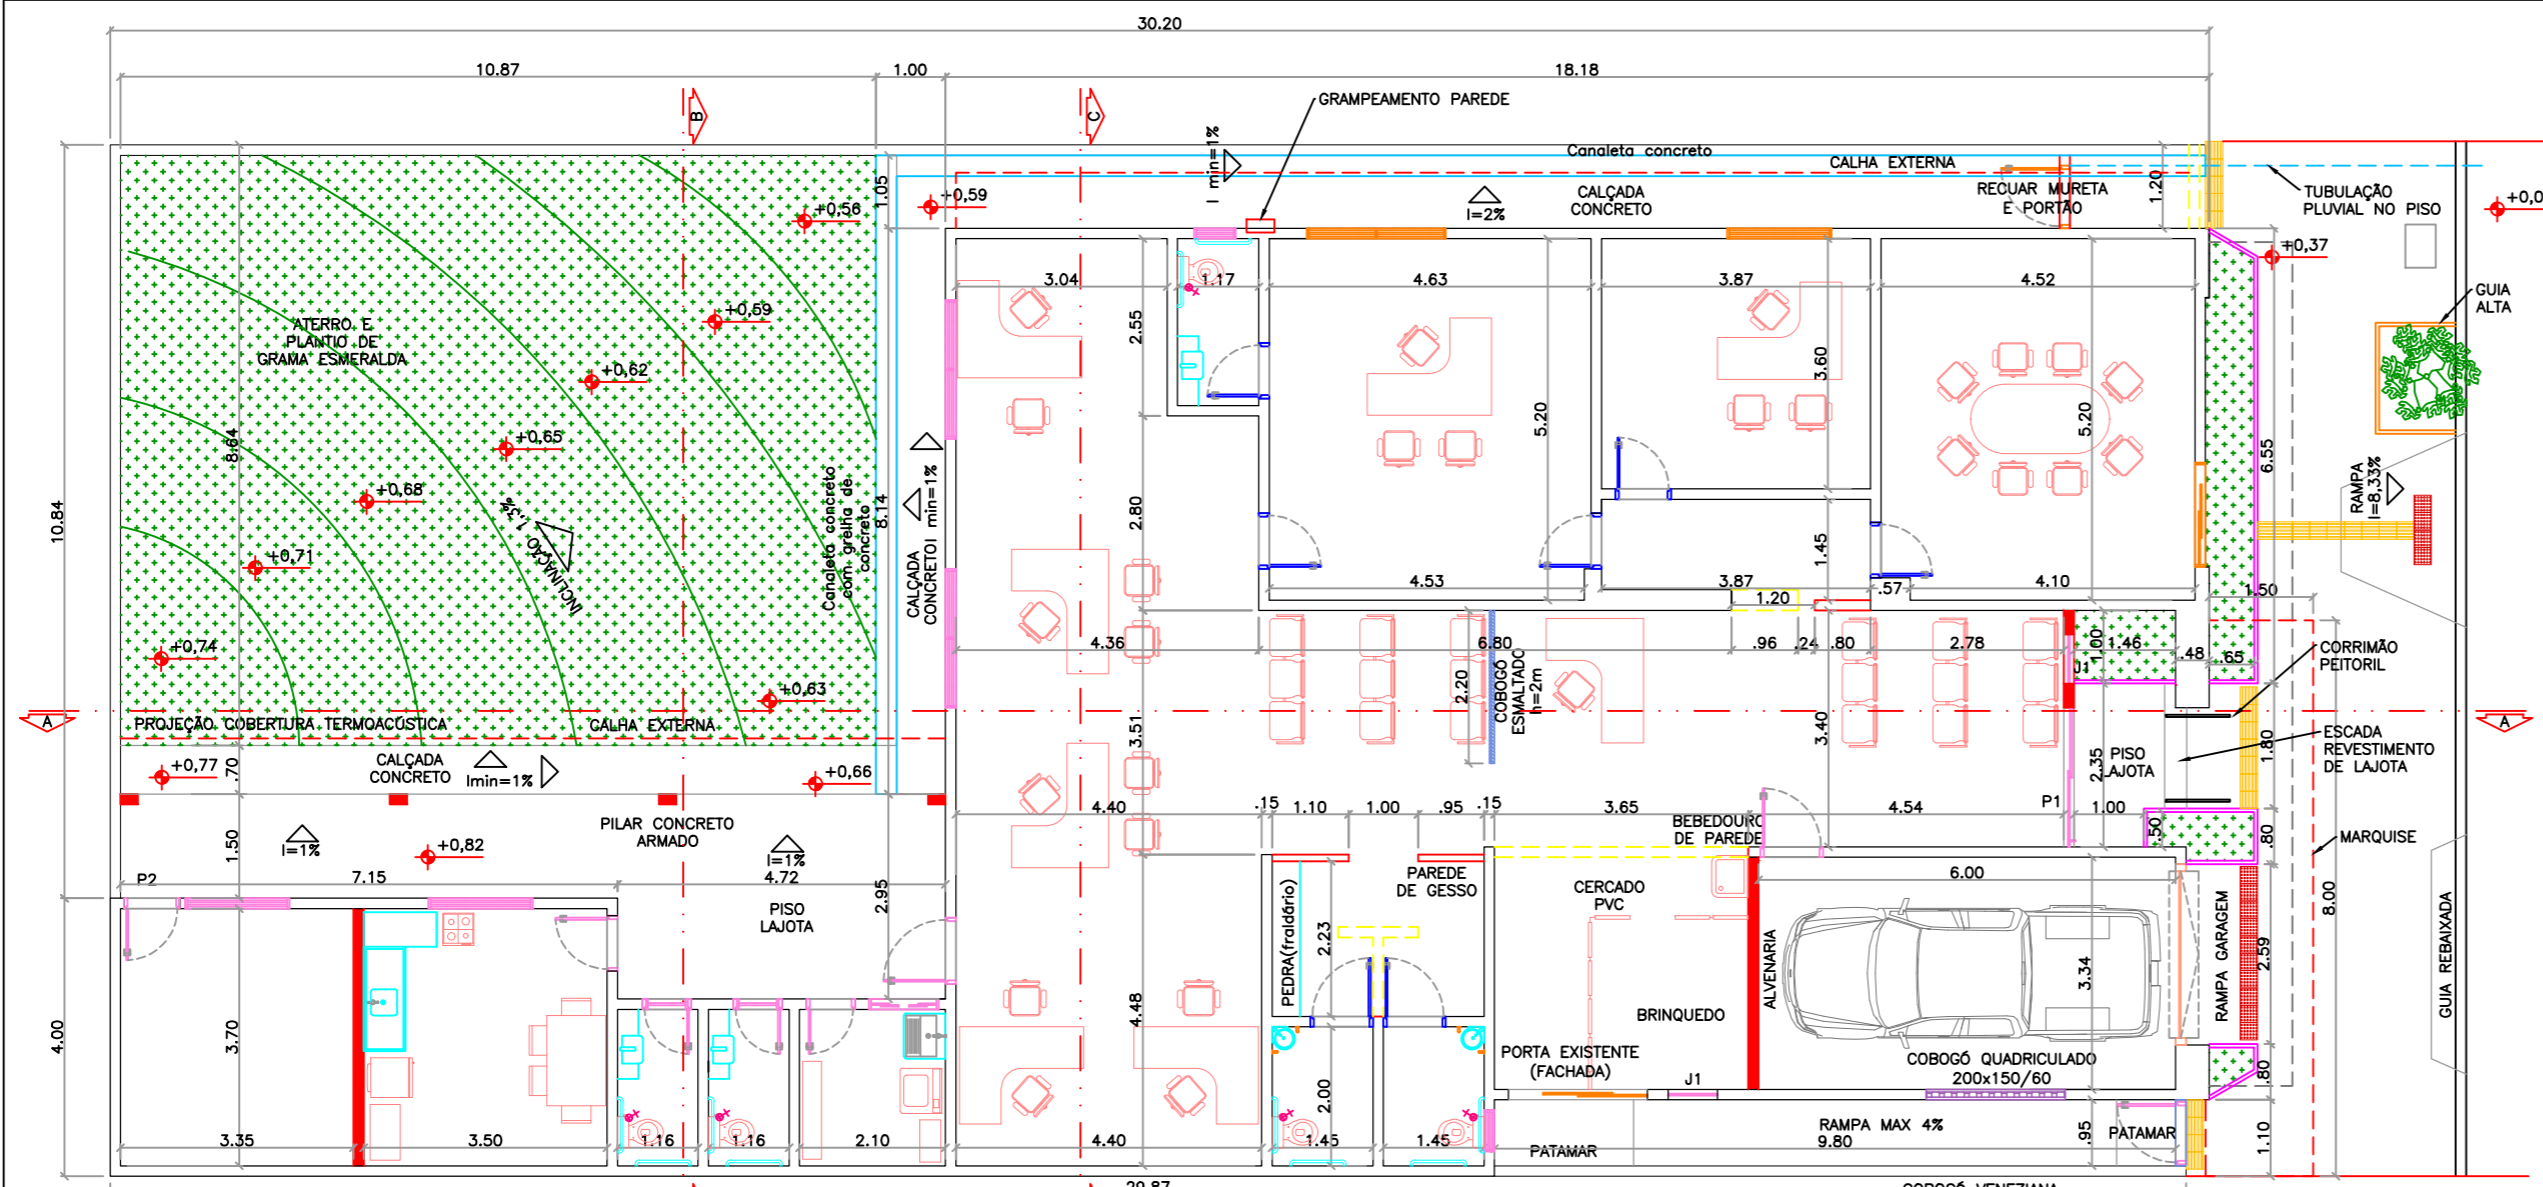 30.20
10.87
1.00
18.18
GRAMPEAMENTO PAREDE
B
C
I min=1%
Canaleta concreto
CALHA EXTERNA
1.05
+0,59
+0,56
I=2%
CALÇADA
CONCRETO
RECUAR MURETA
E PORTÃO
1.20
TUBULAÇÃO
PLUVIAL NO PISO
+0,37
3.04
1.17
4.63
3.87
4.52
GUIA
ALTA
+0,59
ATERRO E
PLANTIO DE
GRAMA ESMERALDA
2.55
3.60
+0,62
5.20
5.20
8.64
+0,65
6.55
+0,68
RAMPA
I=8,33%
10.84
INCLINAÇÃO 1,3%
Canaleta concreto
com grelha de
concreto
8.14
CALÇADA
CONCRETO
I min=1%
2.80
1.45
+0,71
4.53
3.87
.57
4.10
1.20
1.50
+0,74
4.36
6.80
.96
.24
.80
2.78
1.00
1.46
.48
.65
J1
CORRIMÃO
PEITORIL
+0,63
2.20
COBOGÓ
ESMALTADO
h=2m
A
PROJEÇÃO COBERTURA TERMOACÚSTICA
CALHA EXTERNA
3.51
3.40
A
CALÇADA
CONCRETO
Imin=1%
+0,77
.70
+0,66
PISO
LAJOTA
2.35
1.80
ESCADA
REVESTIMENTO
DE LAJOTA
4.40
.15
1.10
1.00
.95
.15
3.65
4.54
P1
1.00
PILAR CONCRETO
ARMADO
BEBEDOURO
DE PAREDE
.50
.80
MARQUISE
1.50
I=1%
+0,82
I=1%
P2
7.15
4.72
2.95
PAREDE
DE GESSO
CERCADO
PVC
6.00
PISO
LAJOTA
PEDRA(fraldário)
2.23
ALVENARIA
3.34
RAMPA GARAGEM
2.59
8.00
GUIA REBAIXADA
4.00
3.70
4.48
BRINQUEDO
PORTA EXISTENTE
(FACHADA)
J1
COBOGÓ QUADRICULADO
200x150/60
.80
2.00
RAMPA MAX 4%
9.80
.95
PATAMAR
1.10
3.35
3.50
1.16
1.16
2.10
4.40
1.45
1.45
PATAMAR
29.87
COBOGÓ VENEZIANA